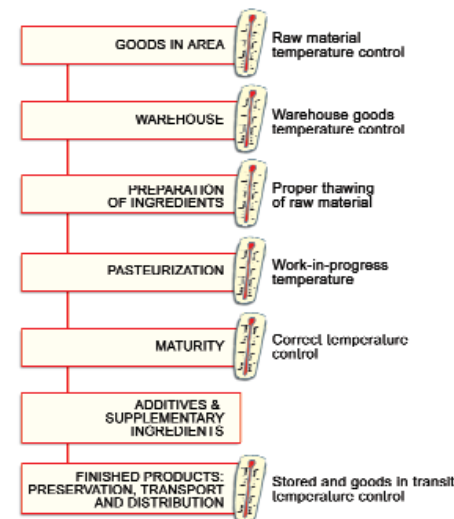 GOODS IN AREA
Raw material
temperature control
WAREHOUSE
Warehouse goods
temperature control
PREPARATION
OF INGREDIENTS
Proper thawing
of raw material
PASTEURIZATION
Work-in-progress
temperature
MATURITY
Correct temperature
control
ADDITIVES &
SUPPLEMENTARY
INGREDIENTS
FINISHED PRODUCTS:
PRESERVATION, TRANSPORT
AND DISTRIBUTION
Stored and goods in transit
temperature control